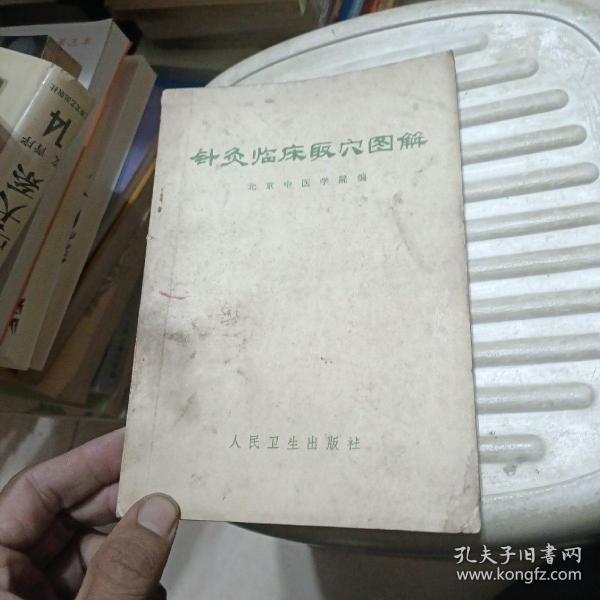 针灸临床取穴图解
北京中医学院编
人民卫生出版社
14
孔夫子旧书网
www.kongfz.com